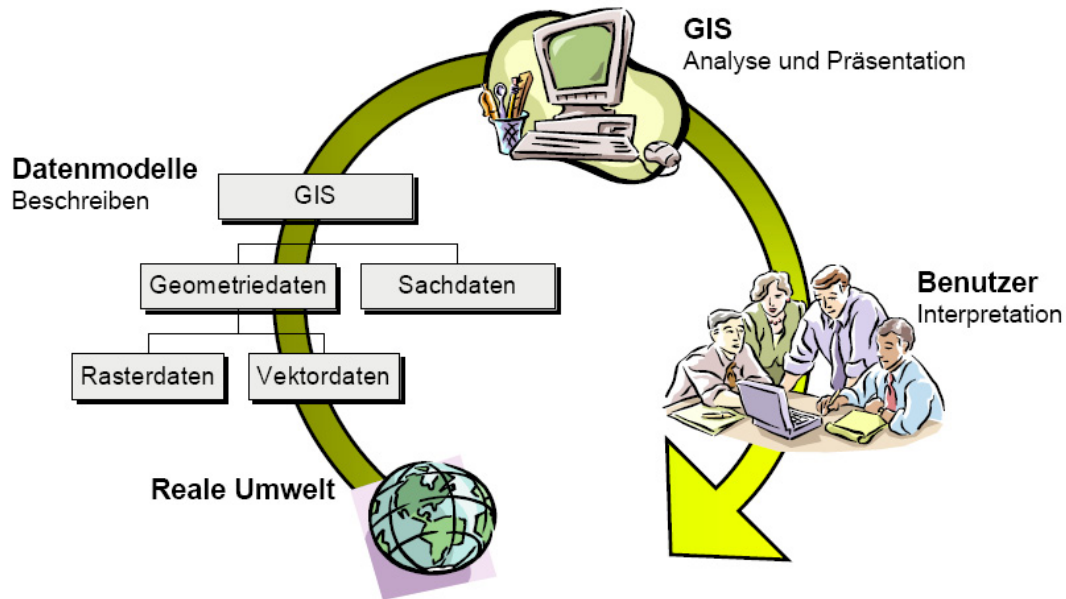 GIS
Analyse und Präsentation
Datenmodelle
Beschreiben
GIS
Geometriedaten
Sachdaten
Rasterdaten
Vektordaten
Benutzer
Interpretation
Reale Umwelt